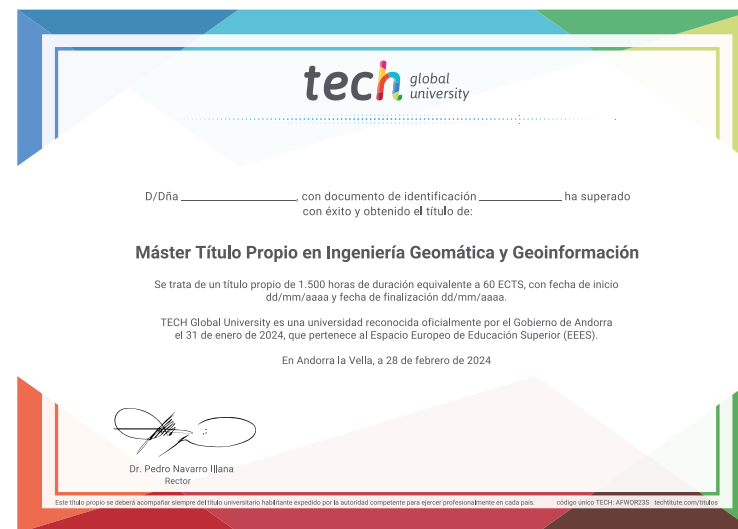 tech global
university
D/Dña ____________, con documento de identificación ____________ ha superado
con éxito y obtenido el título de:
Máster Título Propio en Ingeniería Geomática y Geoinformación
Se trata de un título propio de 1.500 horas de duración equivalente a 60 ECTS, con fecha de inicio
dd/mm/aaaa y fecha de finalización dd/mm/aaaa.
TECH Global University es una universidad reconocida oficialmente por el Gobierno de Andorra
el 31 de enero de 2024, que pertenece al Espacio Europeo de Educación Superior (EEES).
En Andorra la Vella, a 28 de febrero de 2024
Dr. Pedro Navarro Illana
Rector
Este título propio se deberá acompañar siempre del título universitario habilitante expedido por la autoridad competente para ejercer profesionalmente en cada país. código único TECH: AFWOR23S techtitute.com/titulos